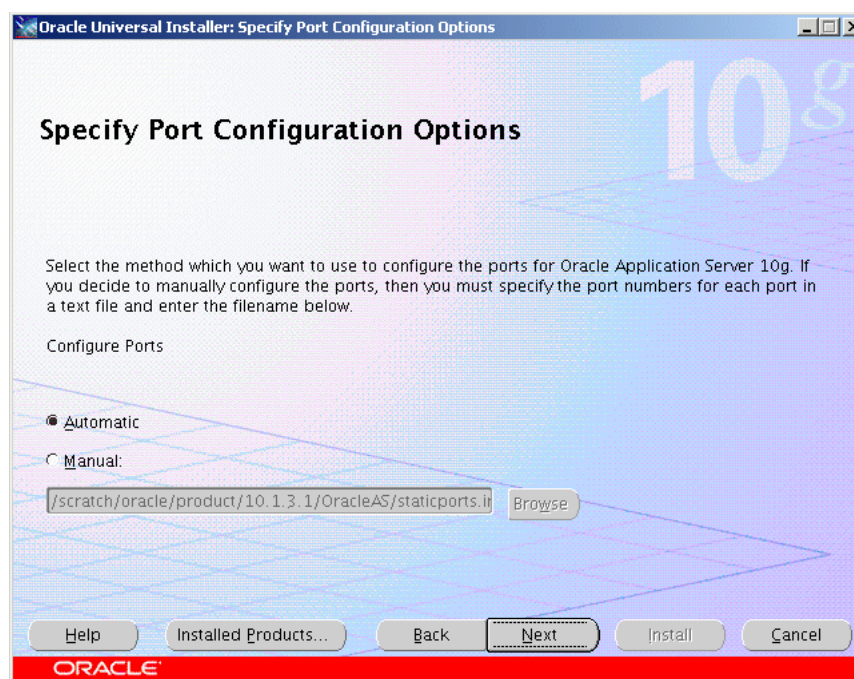 Oracle Universal Installer: Specify Port Configuration Options
10g
Specify Port Configuration Options
Select the method which you want to use to configure the ports for Oracle Application Server 10g. If
you decide to manually configure the ports, then you must specify the port numbers for each port in
a text file and enter the filename below.
Configure Ports
Automatic
Manual:
/scratch/oracle/product/10.1.3.1/OracleAS/staticports.in
Browse
Help Installed Products... Back Next Install Cancel
ORACLE